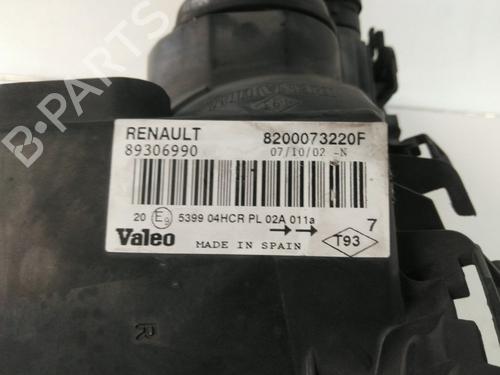 RENAULT 8200073220F
89306990 07/10/02 -N
20 E9 5399 04HCR PL 02A 011a 7
Valeo MADE IN SPAIN T93
R